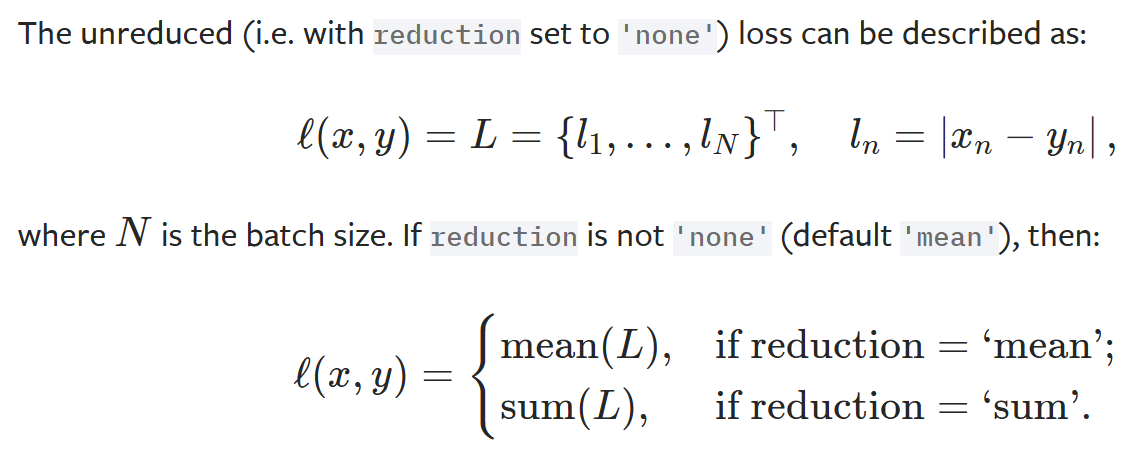 The unreduced (i.e. with reduction set to 'none') loss can be described as:
ℓ(x, y) = L = {l₁, . . . , l_N}^⊤, l_n = |x_n − y_n| ,
where N is the batch size. If reduction is not 'none' (default 'mean'), then:
ℓ(x, y) = { mean(L), if reduction = ‘mean’;
sum(L), if reduction = ‘sum’.